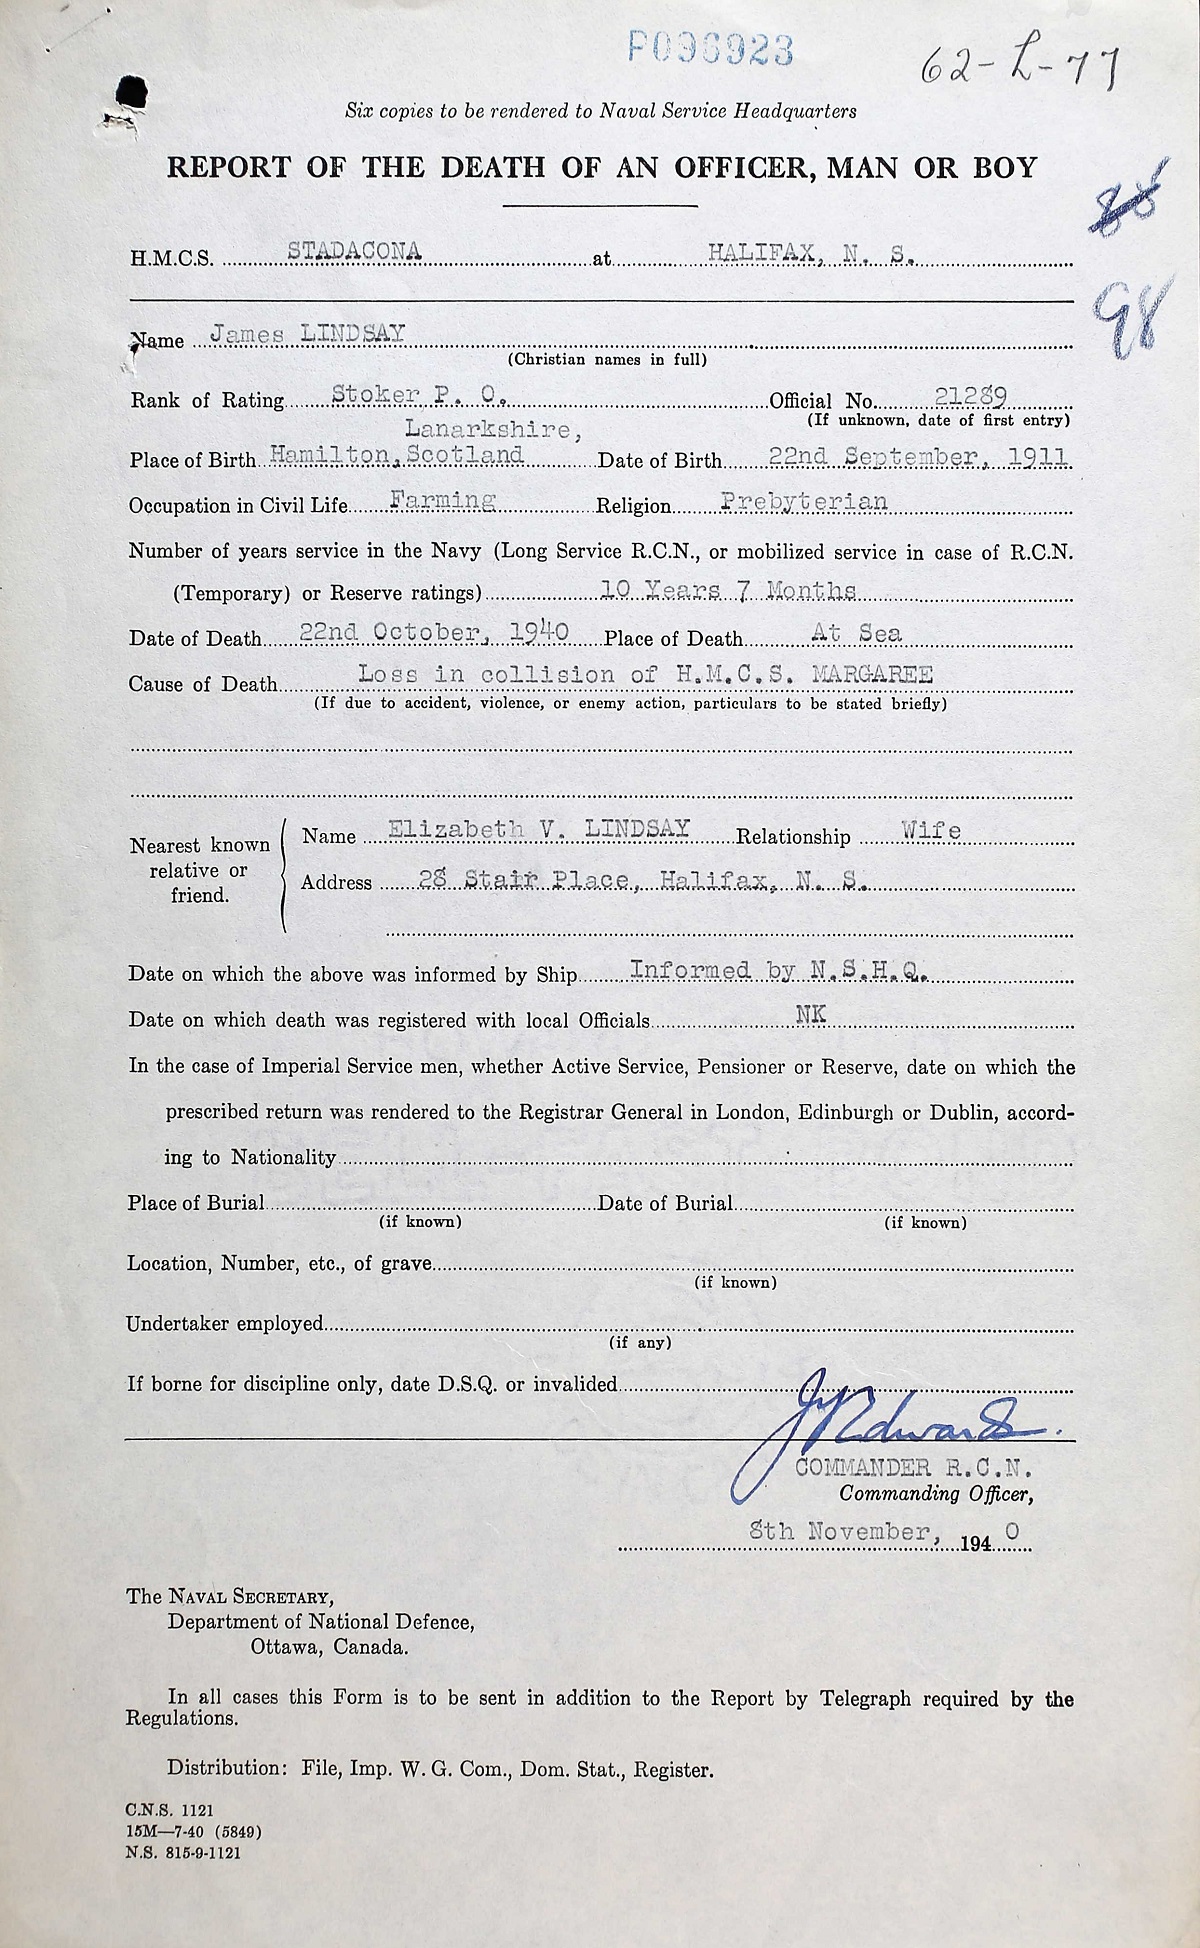 P096923
62-L-77
Six copies to be rendered to Naval Service Headquarters
REPORT OF THE DEATH OF AN OFFICER, MAN OR BOY
H.M.C.S. STADACONA at HALIFAX, N. S.
98
Name James LINDSAY
(Christian names in full)
Rank of Rating Stoker P. O. Official No. 21289
(If unknown, date of first entry)
Lanarkshire,
Place of Birth Hamilton, Scotland Date of Birth 22nd September, 1911
Occupation in Civil Life Farming Religion Prebyterian
Number of years service in the Navy (Long Service R.C.N., or mobilized service in case of R.C.N.
(Temporary) or Reserve ratings) 10 Years 7 Months
Date of Death 22nd October, 1940 Place of Death At Sea
Cause of Death Loss in collision of H.M.C.S. MARGAREE
(If due to accident, violence, or enemy action, particulars to be stated briefly)
Nearest known relative or friend.
Name Elizabeth V. LINDSAY Relationship Wife
Address 28 Stair Place, Halifax, N. S.
Date on which the above was informed by Ship Informed by N.S.H.Q.
Date on which death was registered with local Officials NK
In the case of Imperial Service men, whether Active Service, Pensioner or Reserve, date on which the
prescribed return was rendered to the Registrar General in London, Edinburgh or Dublin, accord-
ing to Nationality
Place of Burial Date of Burial
(if known) (if known)
Location, Number, etc., of grave
(if known)
Undertaker employed
(if any)
If borne for discipline only, date D.S.Q. or invalided
Edwards.
COMMANDER R.C.N.
Commanding Officer,
8th November, 1940
The NAVAL SECRETARY,
Department of National Defence,
Ottawa, Canada.
In all cases this Form is to be sent in addition to the Report by Telegraph required by the
Regulations.
Distribution: File, Imp. W. G. Com., Dom. Stat., Register.
C.N.S. 1121
15M—7-40 (5849)
N.S. 815-9-1121